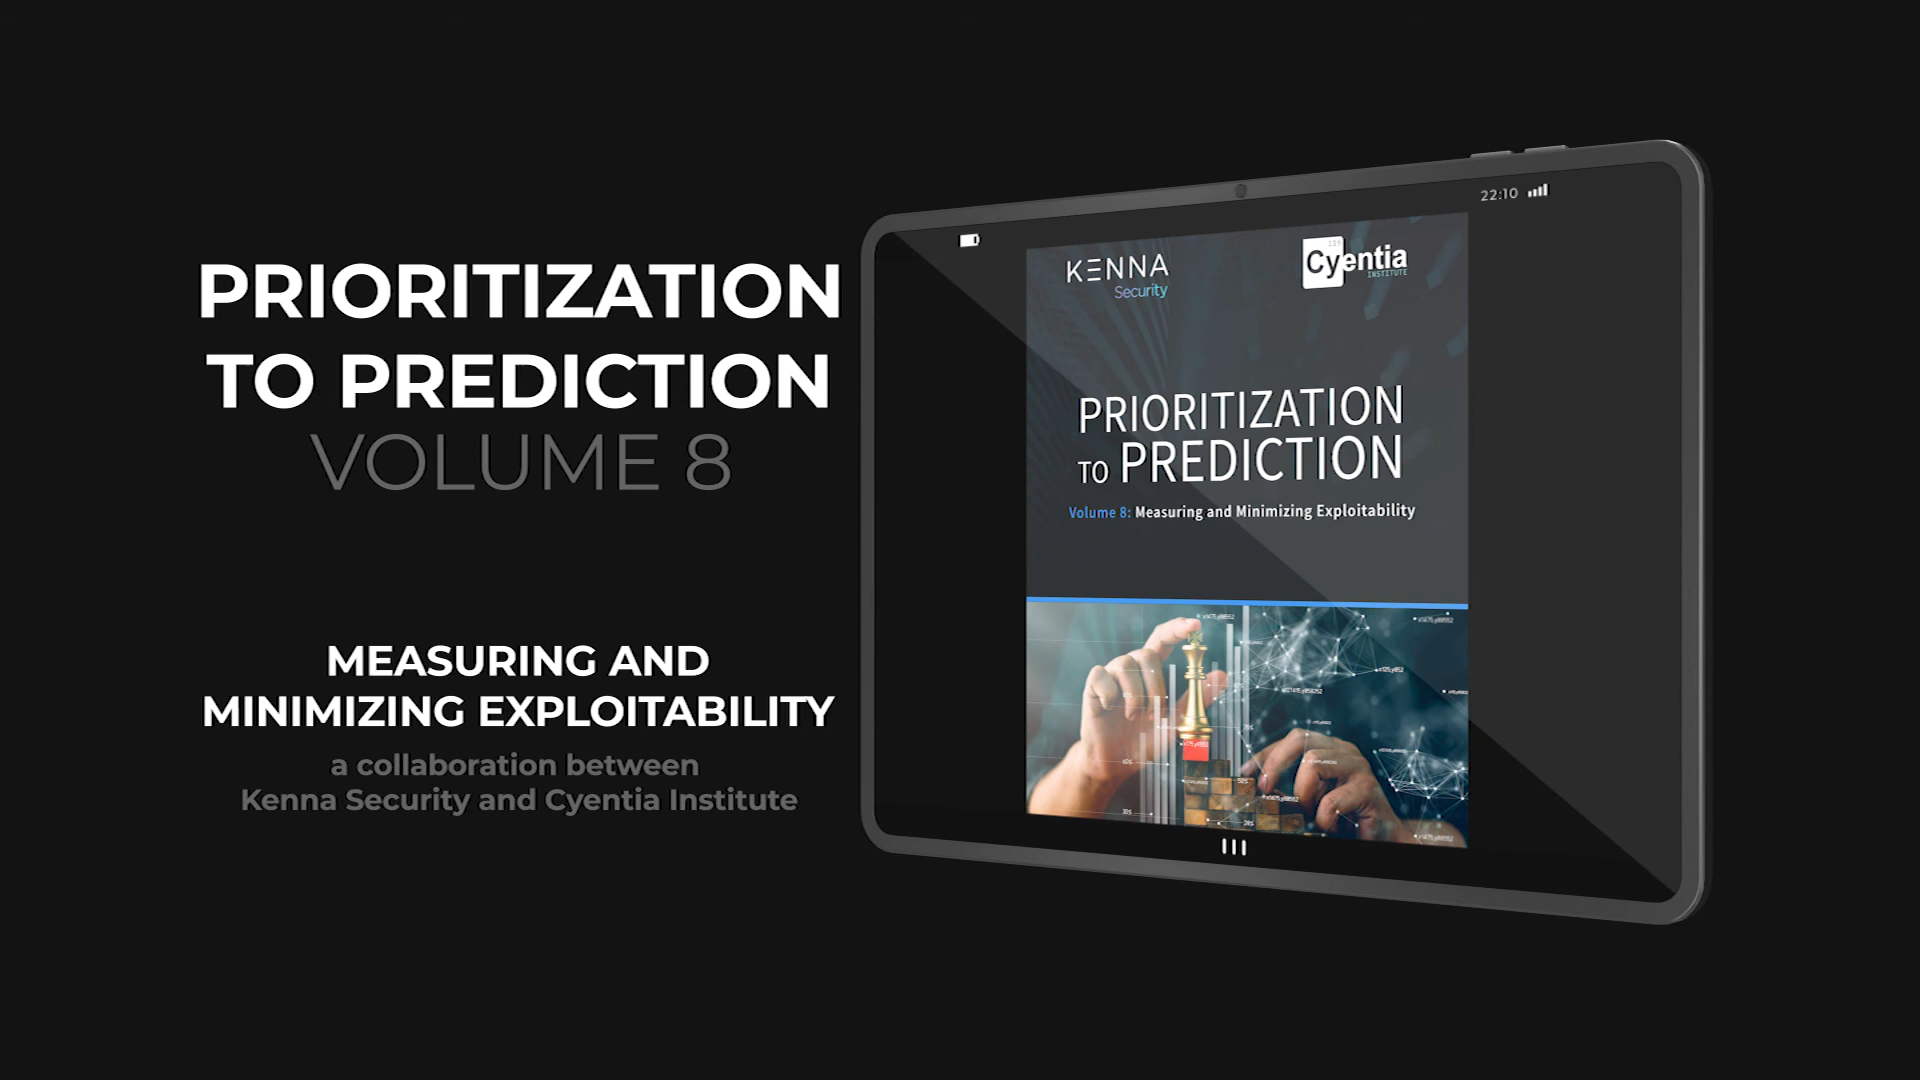 PRIORITIZATION
TO PREDICTION
VOLUME 8
MEASURING AND
MINIMIZING EXPLOITABILITY
a collaboration between
Kenna Security and Cyentia Institute
22:10
KENNA
Security
Cyentia
INSTITUTE
PRIORITIZATION
TO PREDICTION
Volume 8: Measuring and Minimizing Exploitability